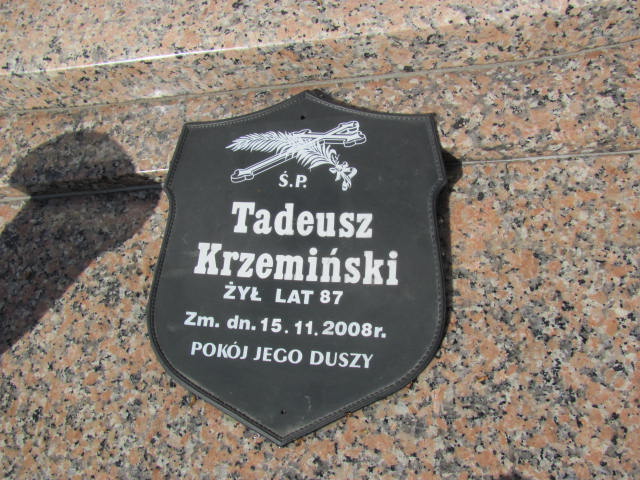 Ś.P.
Tadeusz
Krzemiński
ŻYŁ LAT 87
Zm. dn. 15. 11. 2008r.
POKÓJ JEGO DUSZY